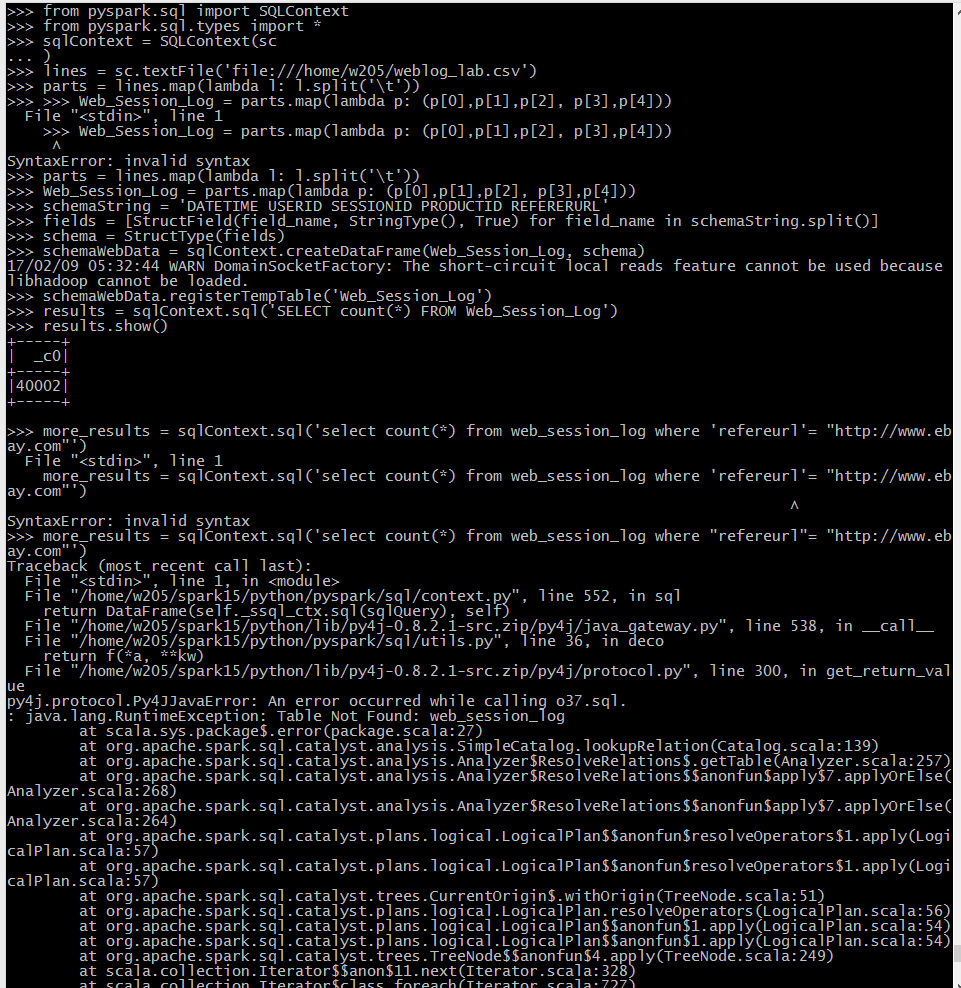 >>> from pyspark.sql import SQLContext
>>> from pyspark.sql.types import *
>>> sqlContext = SQLContext(sc
... )
>>> lines = sc.textFile('file:///home/w205/weblog_lab.csv')
>>> parts = lines.map(lambda l: l.split('\t'))
>>> >>> Web_Session_Log = parts.map(lambda p: (p[0],p[1],p[2], p[3],p[4]))
  File "<stdin>", line 1
    >>> Web_Session_Log = parts.map(lambda p: (p[0],p[1],p[2], p[3],p[4]))
     ^
SyntaxError: invalid syntax
>>> parts = lines.map(lambda l: l.split('\t'))
>>> Web_Session_Log = parts.map(lambda p: (p[0],p[1],p[2], p[3],p[4]))
>>> schemaString = 'DATETIME USERID SESSIONID PRODUCTID REFERERURL'
>>> fields = [StructField(field_name, StringType(), True) for field_name in schemaString.split()]
>>> schema = StructType(fields)
>>> schemaWebData = sqlContext.createDataFrame(Web_Session_Log, schema)
17/02/09 05:32:44 WARN DomainSocketFactory: The short-circuit local reads feature cannot be used because
libhadoop cannot be loaded.
>>> schemaWebData.registerTempTable('Web_Session_Log')
>>> results = sqlContext.sql('SELECT count(*) FROM Web_Session_Log')
>>> results.show()
+-----+
|  _c0|
+-----+
|40002|
+-----+

>>> more_results = sqlContext.sql('select count(*) from web_session_log where 'refereurl'= "http://www.eb
ay.com"')
  File "<stdin>", line 1
    more_results = sqlContext.sql('select count(*) from web_session_log where 'refereurl'= "http://www.eb
ay.com"')
                                                                                       ^
SyntaxError: invalid syntax
>>> more_results = sqlContext.sql('select count(*) from web_session_log where "refereurl"= "http://www.eb
ay.com"')
Traceback (most recent call last):
  File "<stdin>", line 1, in <module>
  File "/home/w205/spark15/python/pyspark/sql/context.py", line 552, in sql
    return DataFrame(self._ssql_ctx.sql(sqlQuery), self)
  File "/home/w205/spark15/python/lib/py4j-0.8.2.1-src.zip/py4j/java_gateway.py", line 538, in __call__
  File "/home/w205/spark15/python/pyspark/sql/utils.py", line 36, in deco
    return f(*a, **kw)
  File "/home/w205/spark15/python/lib/py4j-0.8.2.1-src.zip/py4j/protocol.py", line 300, in get_return_val
ue
py4j.protocol.Py4JJavaError: An error occurred while calling o37.sql.
: java.lang.RuntimeException: Table Not Found: web_session_log
        at scala.sys.package$.error(package.scala:27)
        at org.apache.spark.sql.catalyst.analysis.SimpleCatalog.lookupRelation(Catalog.scala:139)
        at org.apache.spark.sql.catalyst.analysis.Analyzer$ResolveRelations$.getTable(Analyzer.scala:257)
        at org.apache.spark.sql.catalyst.analysis.Analyzer$ResolveRelations$$anonfun$apply$7.applyOrElse(
Analyzer.scala:268)
        at org.apache.spark.sql.catalyst.analysis.Analyzer$ResolveRelations$$anonfun$apply$7.applyOrElse(
Analyzer.scala:264)
        at org.apache.spark.sql.catalyst.plans.logical.LogicalPlan$$anonfun$resolveOperators$1.apply(Logi
calPlan.scala:57)
        at org.apache.spark.sql.catalyst.plans.logical.LogicalPlan$$anonfun$resolveOperators$1.apply(Logi
calPlan.scala:57)
        at org.apache.spark.sql.catalyst.trees.CurrentOrigin$.withOrigin(TreeNode.scala:51)
        at org.apache.spark.sql.catalyst.plans.logical.LogicalPlan.resolveOperators(LogicalPlan.scala:56)
        at org.apache.spark.sql.catalyst.plans.logical.LogicalPlan$$anonfun$1.apply(LogicalPlan.scala:54)
        at org.apache.spark.sql.catalyst.plans.logical.LogicalPlan$$anonfun$1.apply(LogicalPlan.scala:54)
        at org.apache.spark.sql.catalyst.trees.TreeNode$$anonfun$4.apply(TreeNode.scala:249)
        at scala.collection.Iterator$$anon$11.next(Iterator.scala:328)
        at scala.collection.Iterator$class.foreach(Iterator.scala:727)